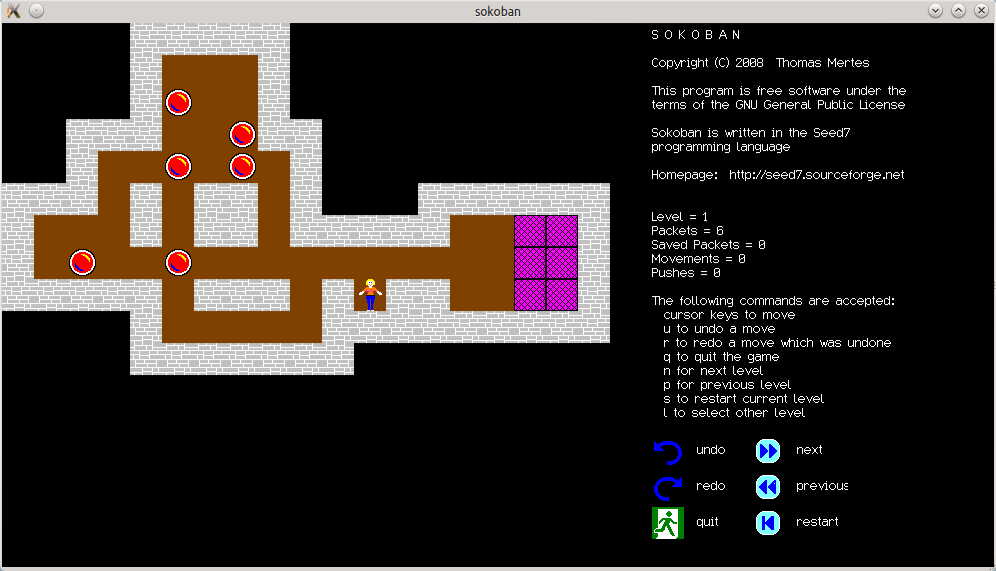 sokoban
S O K O B A N
Copyright (C) 2008  Thomas Mertes
This program is free software under the
terms of the GNU General Public License
Sokoban is written in the Seed7
programming language
Homepage:  http://seed7.sourceforge.net
Level = 1
Packets = 6
Saved Packets = 0
Movements = 0
Pushes = 0
The following commands are accepted:
cursor keys to move
u to undo a move
r to redo a move which was undone
q to quit the game
n for next level
p for previous level
s to restart current level
l to select other level
undo next
redo previous
quit restart